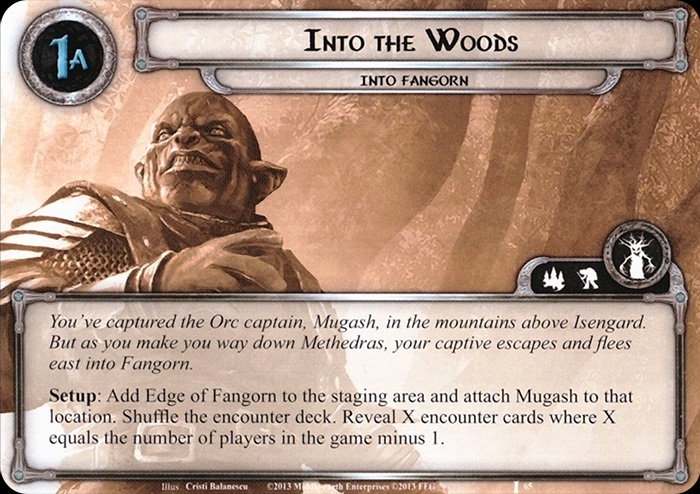 1A
INTO THE WOODS
INTO FANGORN
You've captured the Orc captain, Mugash, in the mountains above Isengard.
But as you make you way down Methedras, your captive escapes and flees
east into Fangorn.
Setup: Add Edge of Fangorn to the staging area and attach Mugash to that
location. Shuffle the encounter deck. Reveal X encounter cards where X
equals the number of players in the game minus 1.
Illus. Cristi Balanescu ©2013 Middle-earth Enterprises ©2013 FFG 65